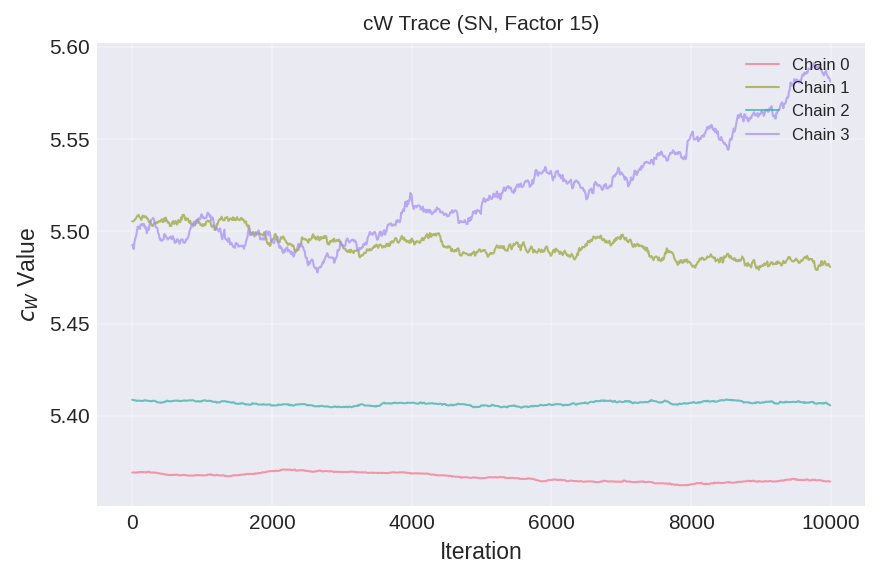 cW Trace (SN, Factor 15)
5.60
5.55
5.50
5.45
5.40
c_W Value
0 2000 4000 6000 8000 10000
Iteration
Chain 0
Chain 1
Chain 2
Chain 3